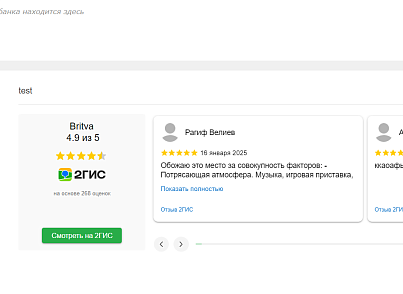 банка находится здесь
test
Britva
4.9 из 5
2ГИС
на основе 268 оценок
Смотреть на 2ГИС
Рагиф Велиев
16 января 2025
Обожаю это место за совокупность факторов: -
Потрясающая атмосфера. Музыка, игровая приставка,
Показать полностью
Отзыв 2ГИС
ккаоафы
Отзыв 2ГИС